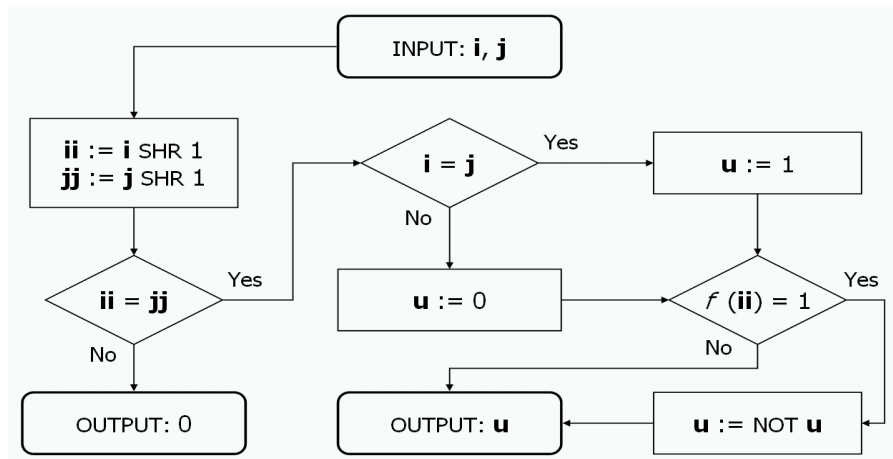 INPUT: i, j
ii := i SHR 1
jj := j SHR 1
ii = jj
Yes
No
OUTPUT: 0
i = j
Yes
No
u := 1
u := 0
f (ii) = 1
Yes
No
u := NOT u
OUTPUT: u